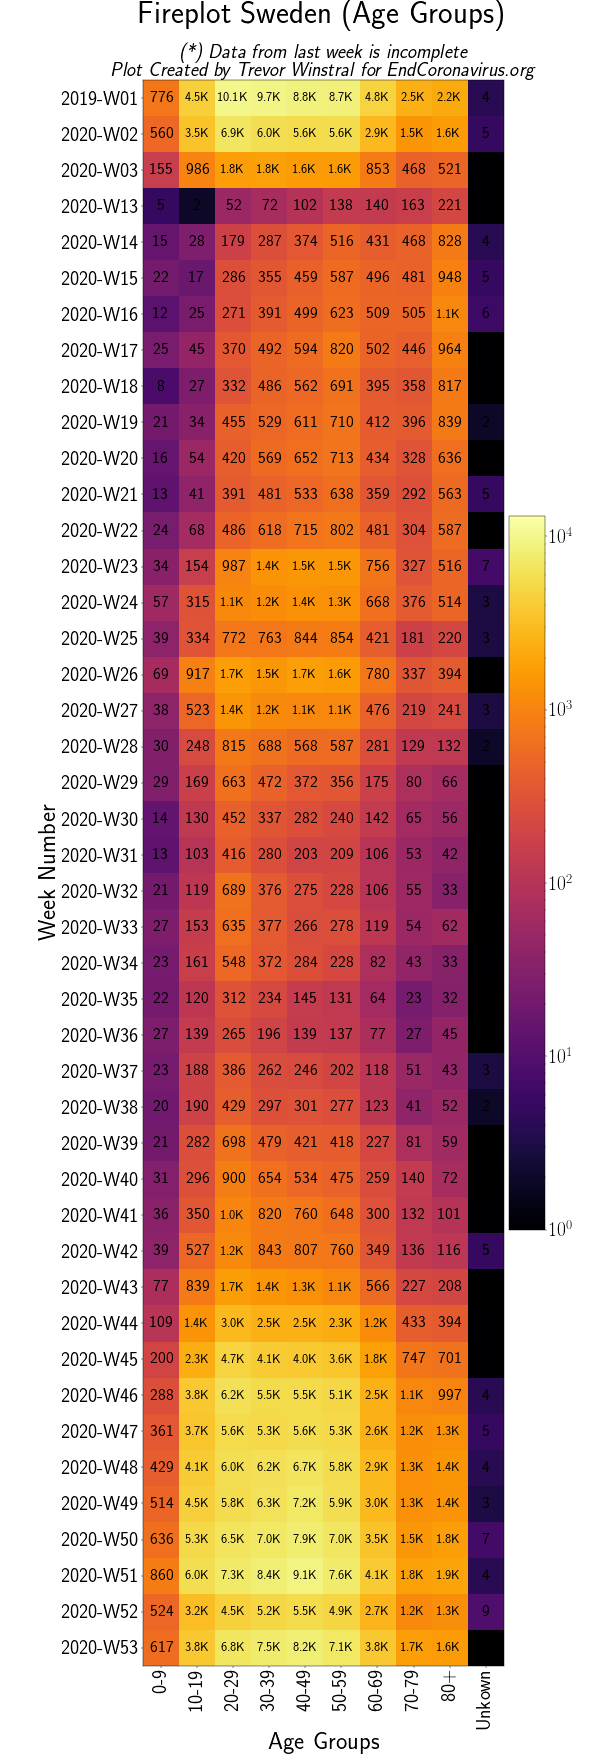 Fireplot Sweden (Age Groups)
(*) Data from last week is incomplete
Plot Created by Trevor Winstral for EndCoronavirus.org
2019-W01 776 4.5K 10.1K 9.7K 8.8K 8.7K 4.8K 2.5K 2.2K 4
2020-W02 560 3.5K 6.9K 6.0K 5.6K 5.6K 2.9K 1.5K 1.6K 5
2020-W03 155 986 1.8K 1.8K 1.6K 1.6K 853 468 521
2020-W13 5 2 52 72 102 138 140 163 221
2020-W14 15 28 179 287 374 516 431 468 828 4
2020-W15 22 17 286 355 459 587 496 481 948 5
2020-W16 12 25 271 391 499 623 509 505 1.1K 6
2020-W17 25 45 370 492 594 820 502 446 964
2020-W18 8 27 332 486 562 691 395 358 817
2020-W19 21 34 455 529 611 710 412 396 839 2
2020-W20 16 54 420 569 652 713 434 328 636
2020-W21 13 41 391 481 533 638 359 292 563 5
2020-W22 24 68 486 618 715 802 481 304 587
2020-W23 34 154 987 1.4K 1.5K 1.5K 756 327 516 7
2020-W24 57 315 1.1K 1.2K 1.4K 1.3K 668 376 514 3
2020-W25 39 334 772 763 844 854 421 181 220 3
2020-W26 69 917 1.7K 1.5K 1.7K 1.6K 780 337 394
2020-W27 38 523 1.4K 1.2K 1.1K 1.1K 476 219 241 3
2020-W28 30 248 815 688 568 587 281 129 132 2
2020-W29 29 169 663 472 372 356 175 80 66
2020-W30 14 130 452 337 282 240 142 65 56
2020-W31 13 103 416 280 203 209 106 53 42
2020-W32 21 119 689 376 275 228 106 55 33
2020-W33 27 153 635 377 266 278 119 54 62
2020-W34 23 161 548 372 284 228 82 43 33
2020-W35 22 120 312 234 145 131 64 23 32
2020-W36 27 139 265 196 139 137 77 27 45
2020-W37 23 188 386 262 246 202 118 51 43 3
2020-W38 20 190 429 297 301 277 123 41 52 2
2020-W39 21 282 698 479 421 418 227 81 59
2020-W40 31 296 900 654 534 475 259 140 72
2020-W41 36 350 1.0K 820 760 648 300 132 101
2020-W42 39 527 1.2K 843 807 760 349 136 116 5
2020-W43 77 839 1.7K 1.4K 1.3K 1.1K 566 227 208
2020-W44 109 1.4K 3.0K 2.5K 2.5K 2.3K 1.2K 433 394
2020-W45 200 2.3K 4.7K 4.1K 4.0K 3.6K 1.8K 747 701
2020-W46 288 3.8K 6.2K 5.5K 5.5K 5.1K 2.5K 1.1K 997 4
2020-W47 361 3.7K 5.6K 5.3K 5.6K 5.3K 2.6K 1.2K 1.3K 5
2020-W48 429 4.1K 6.0K 6.2K 6.7K 5.8K 2.9K 1.3K 1.4K 4
2020-W49 514 4.5K 5.8K 6.3K 7.2K 5.9K 3.0K 1.3K 1.4K 3
2020-W50 636 5.3K 6.5K 7.0K 7.9K 7.0K 3.5K 1.5K 1.8K 7
2020-W51 860 6.0K 7.3K 8.4K 9.1K 7.6K 4.1K 1.8K 1.9K 4
2020-W52 524 3.2K 4.5K 5.2K 5.5K 4.9K 2.7K 1.2K 1.3K 9
2020-W53 617 3.8K 6.8K 7.5K 8.2K 7.1K 3.8K 1.7K 1.6K
0-9 10-19 20-29 30-39 40-49 50-59 60-69 70-79 80+ Unkown
Age Groups
Week Number
10⁴
10³
10²
10¹
10⁰